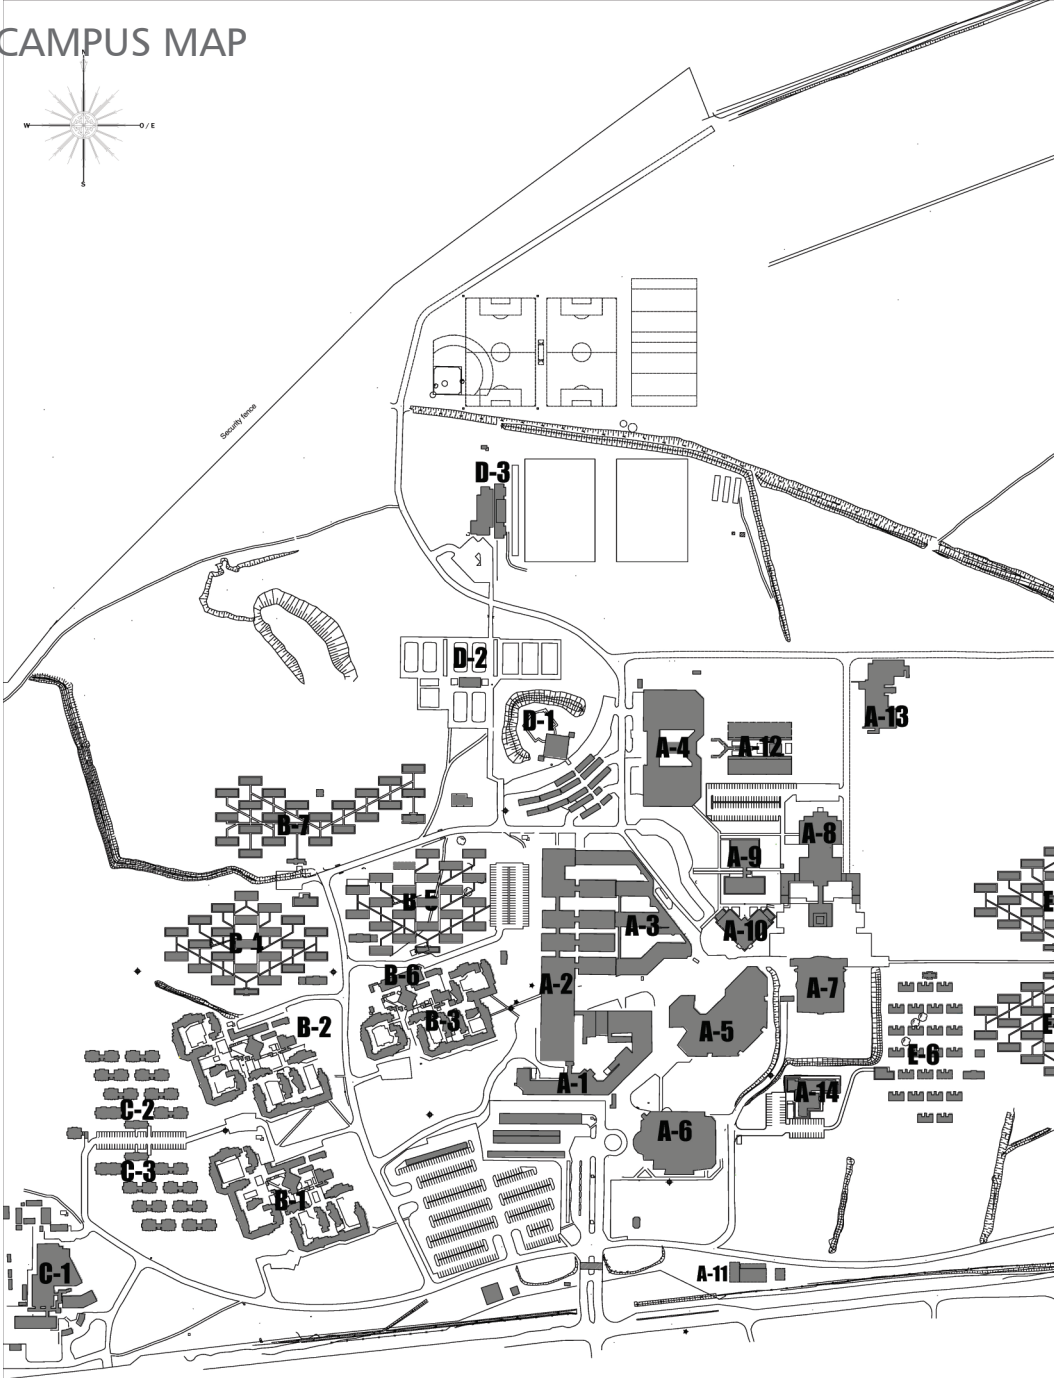 CAMPUS MAP
N
W
O / E
S
Security fence
D-3
D-2
D-1
A-4
A-12
A-13
B-7
A-9
A-8
B-5
A-3
A-10
C-4
B-6
A-2
A-7
B-2
B-3
A-5
E-6
A-1
A-14
C-2
A-6
C-3
B-1
C-1
A-11
E
E